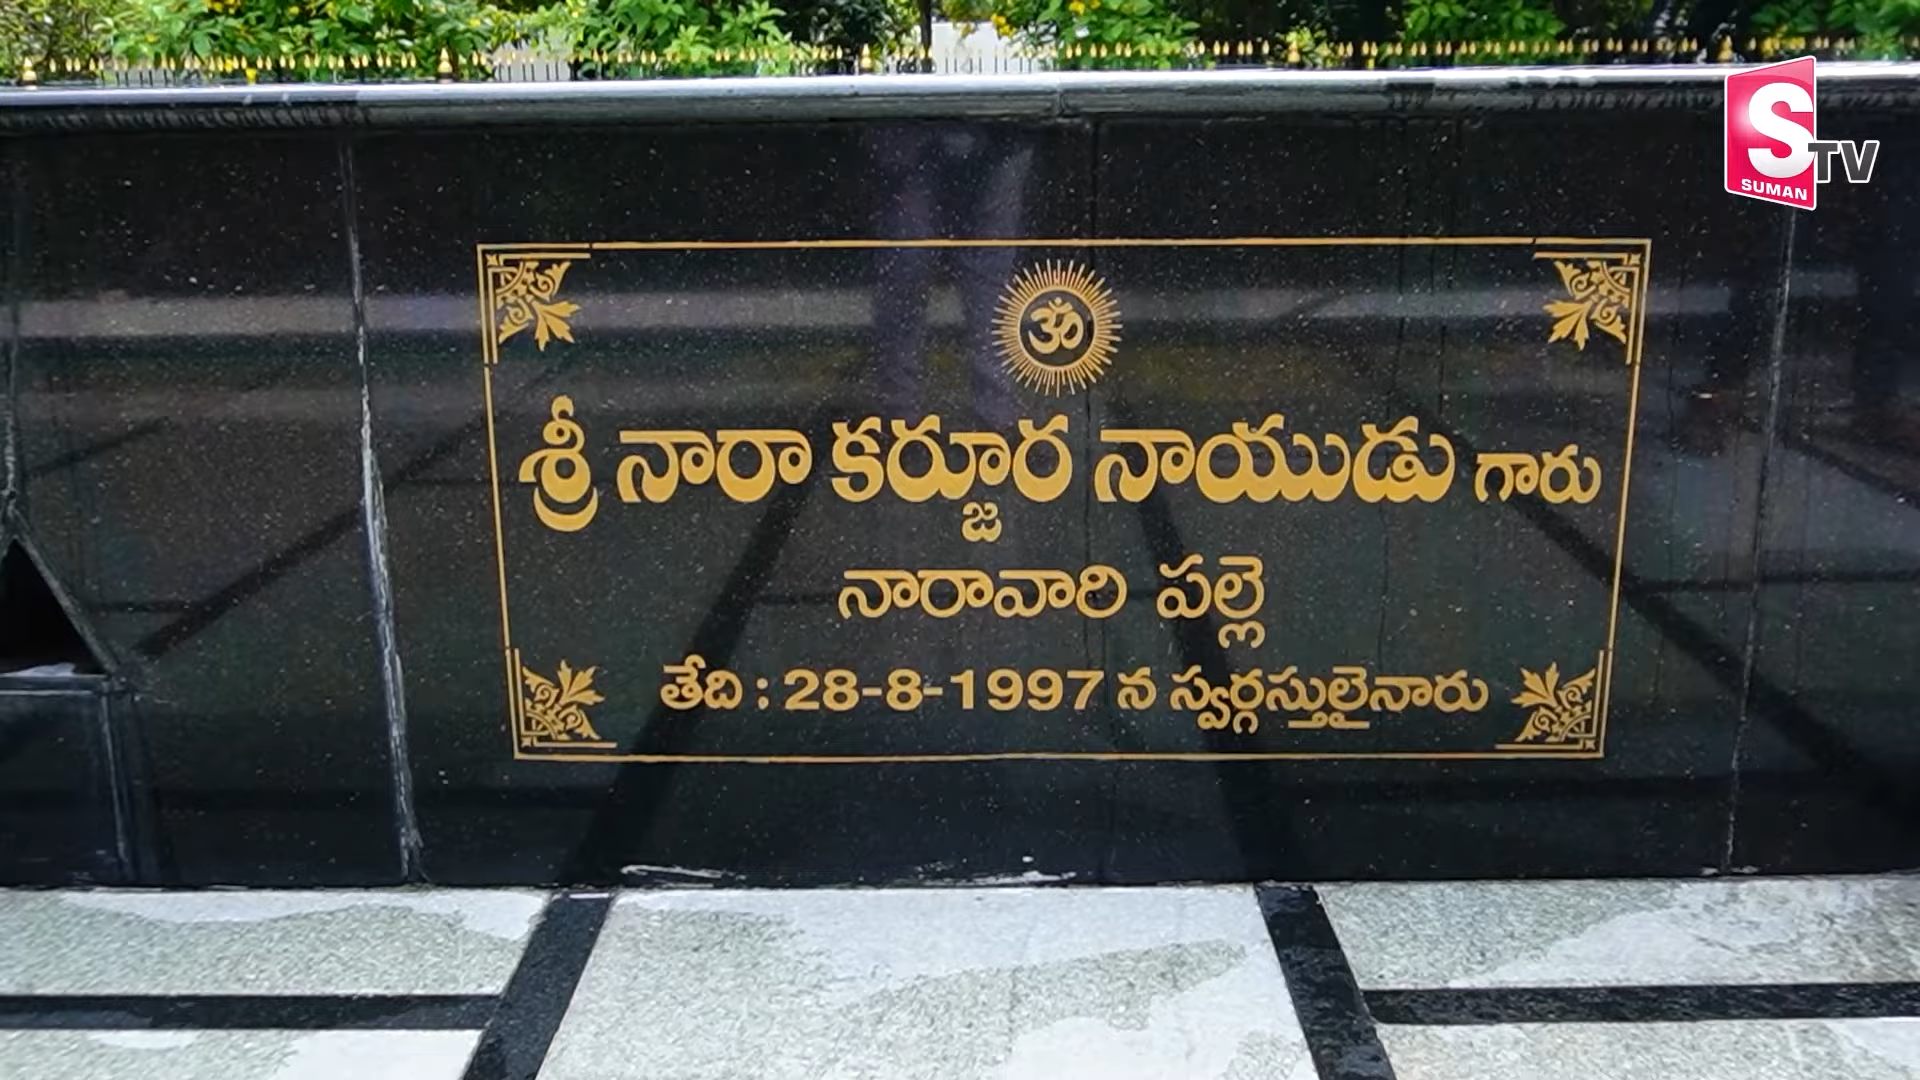 S TV
SUMAN
ॐ
శ్రీ నారా కర్జూర నాయుడు గారు
నారావారి పల్లె
తేది : 28-8-1997 న స్వర్గస్తులైనారు